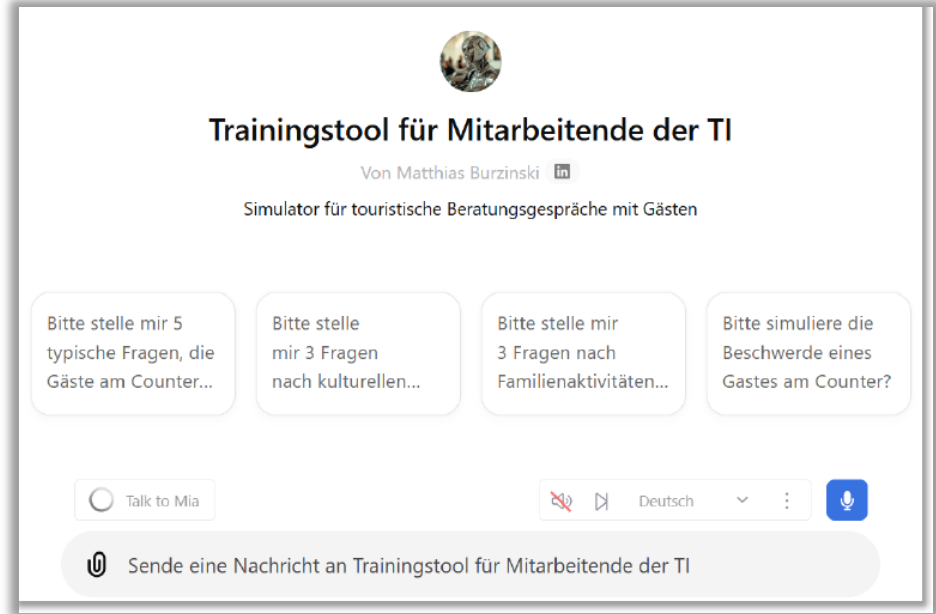 Trainingstool für Mitarbeitende der TI
Von Matthias Burzinski in
Simulator für touristische Beratungsgespräche mit Gästen
Bitte stelle mir 5
typische Fragen, die
Gäste am Counter...
Bitte stelle
mir 3 Fragen
nach kulturellen...
Bitte stelle mir
3 Fragen nach
Familienaktivitäten...
Bitte simuliere die
Beschwerde eines
Gastes am Counter?
Talk to Mia
Deutsch
Sende eine Nachricht an Trainingstool für Mitarbeitende der TI